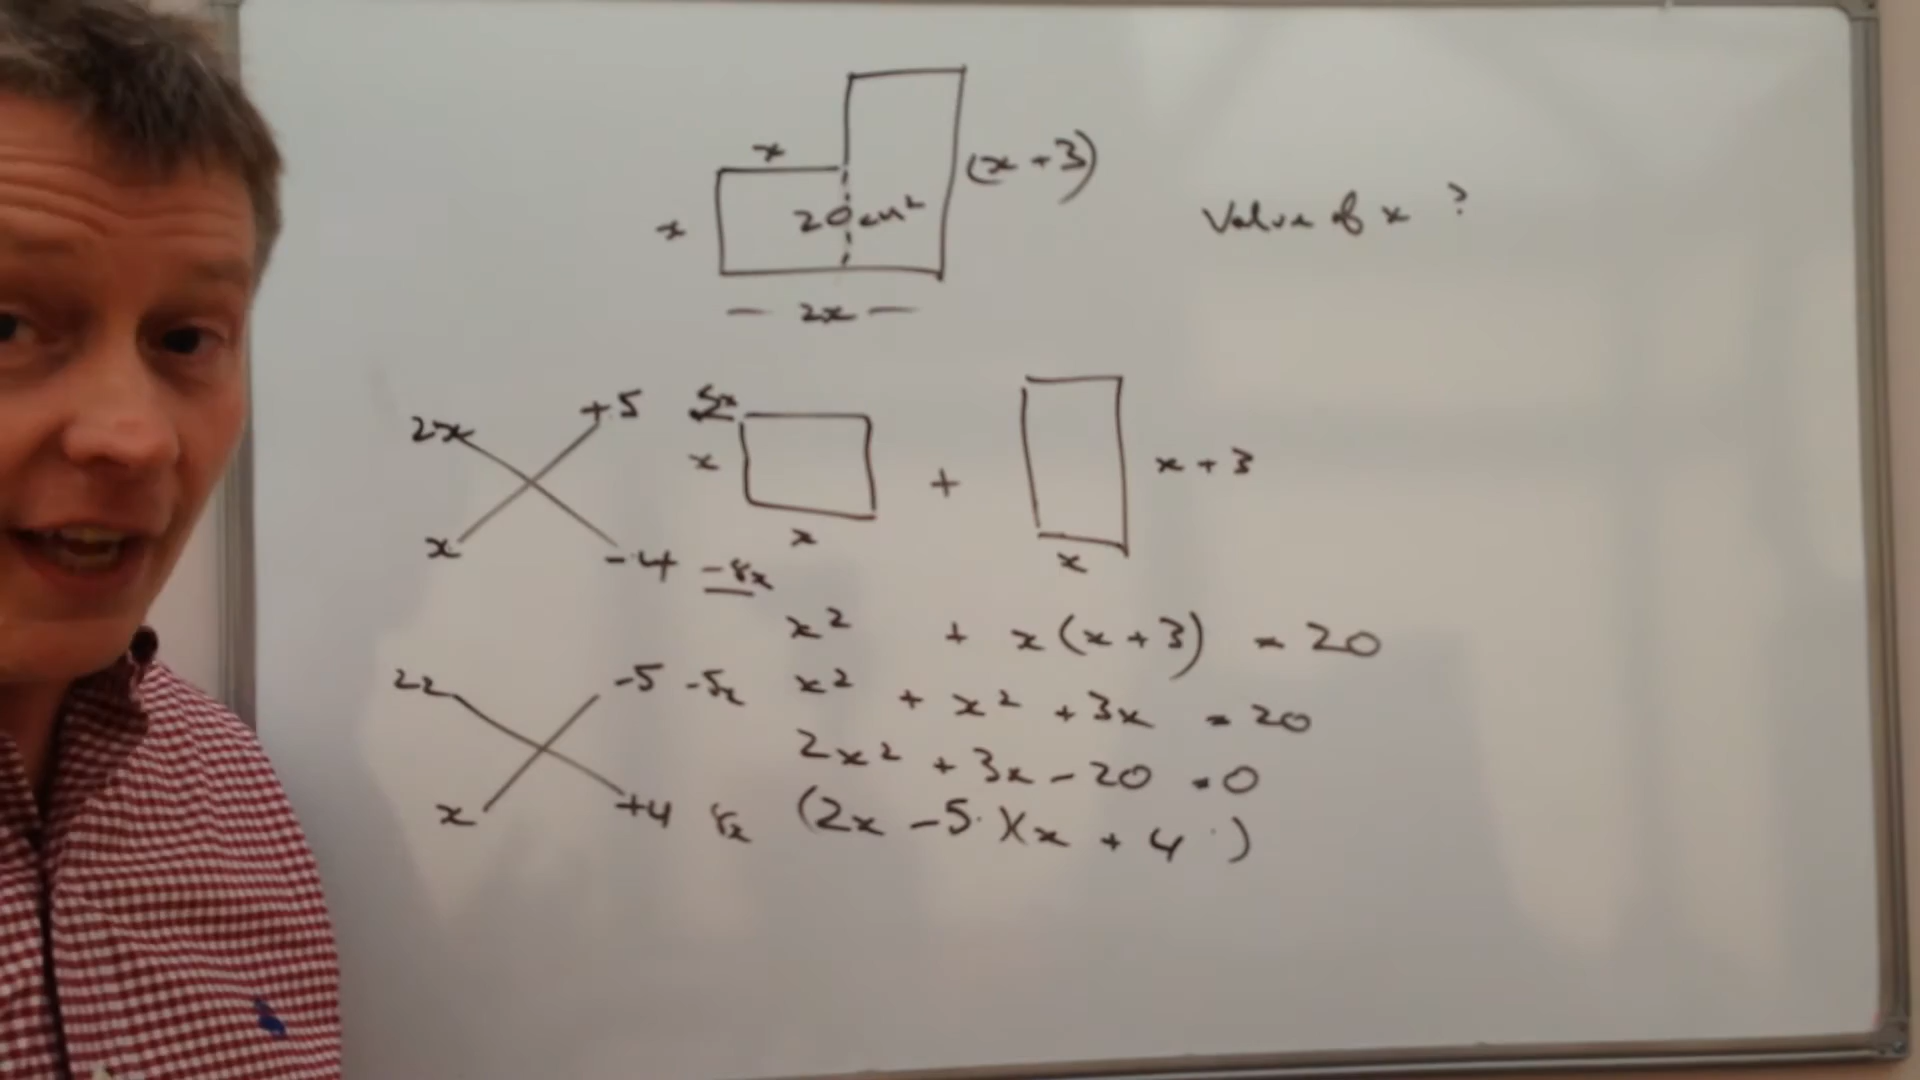 x
(x + 3)
x
20cm²
Value of x ?
2x
2x
+5
5x
x
x + 3
+
x
x
x
-4
-8x
x² + x(x + 3) = 20
2x
-5
-5x
x² + x² + 3x = 20
2x² + 3x - 20 = 0
x
+4
8x
(2x - 5)(x + 4)